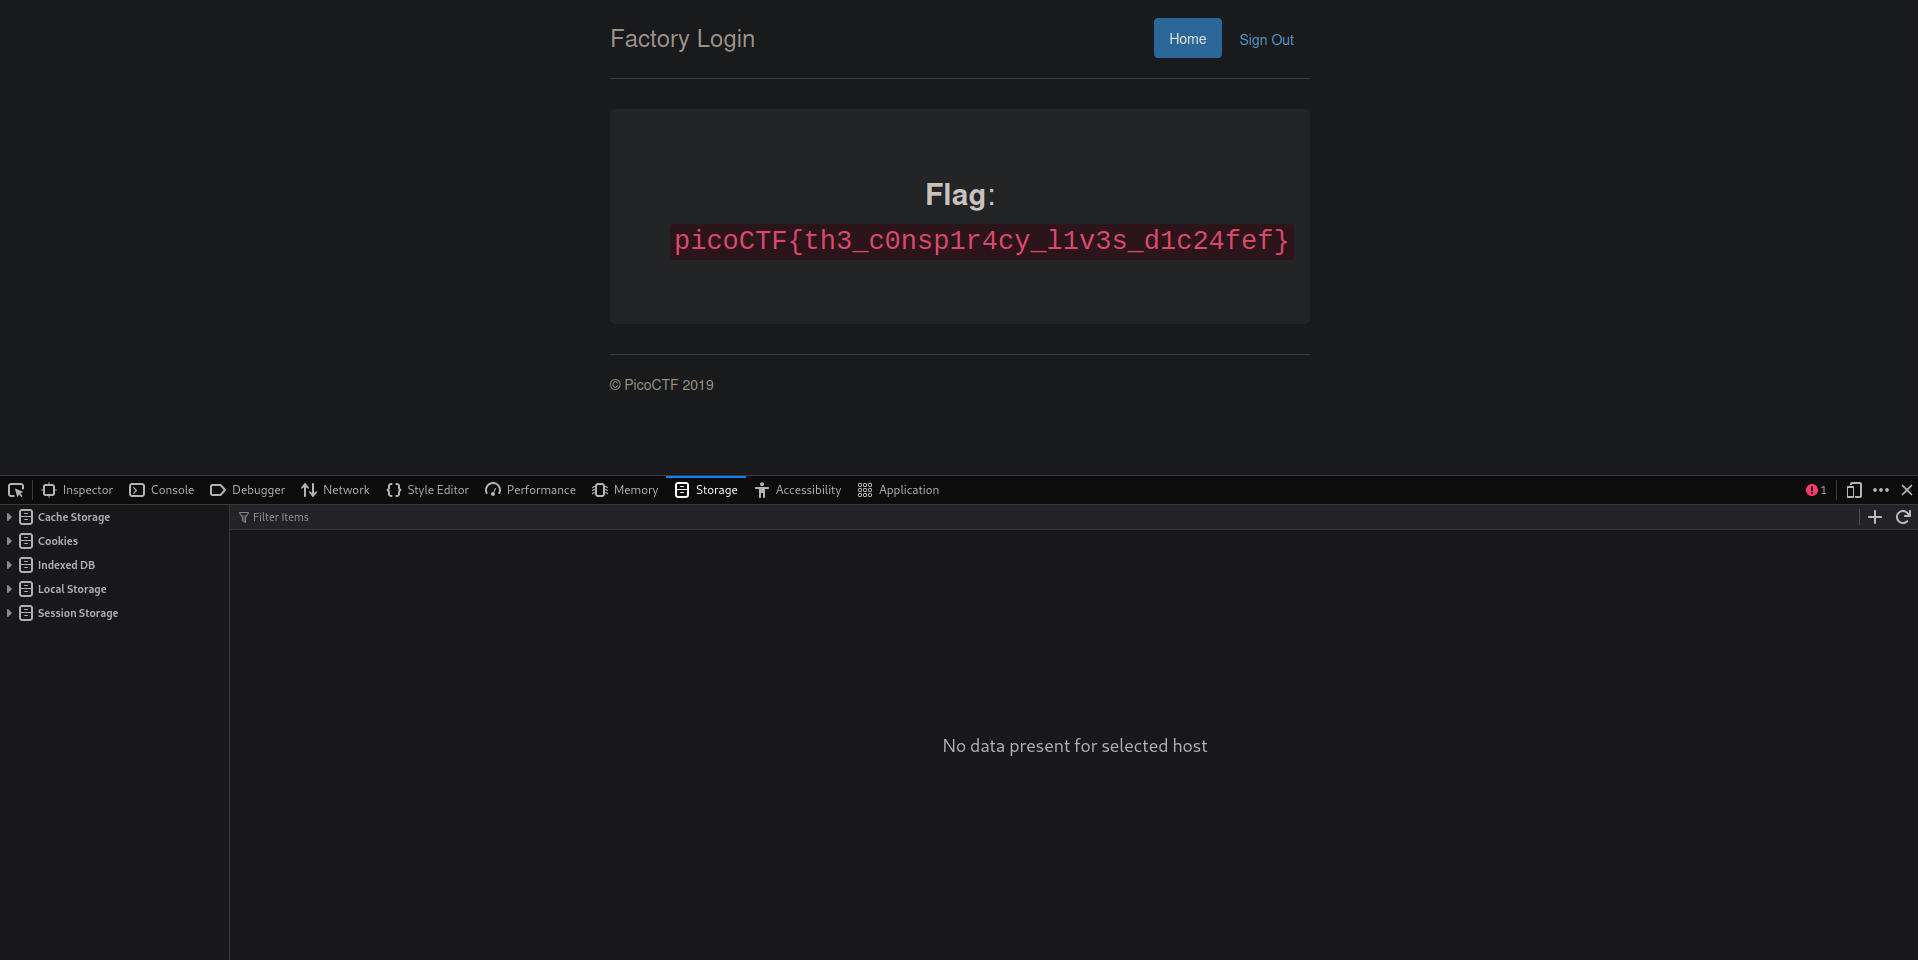 Factory Login
Home
Sign Out
Flag:
picoCTF{th3_c0nsp1r4cy_l1v3s_d1c24fef}
© PicoCTF 2019
Inspector
Console
Debugger
Network
Style Editor
Performance
Memory
Storage
Accessibility
Application
1
Cache Storage
Cookies
Indexed DB
Local Storage
Session Storage
Filter Items
No data present for selected host